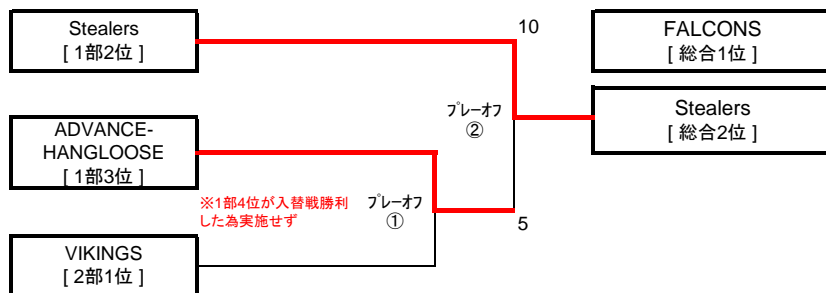 Stealers
[ 1部2位 ]
10
FALCONS
[ 総合1位 ]
Stealers
[ 総合2位 ]
ﾌﾟﾚｰｵﾌ
②
ADVANCE-
HANGLOOSE
[ 1部3位 ]
※1部4位が入替戦勝利
した為実施せず
ﾌﾟﾚｰｵﾌ
①
5
VIKINGS
[ 2部1位 ]